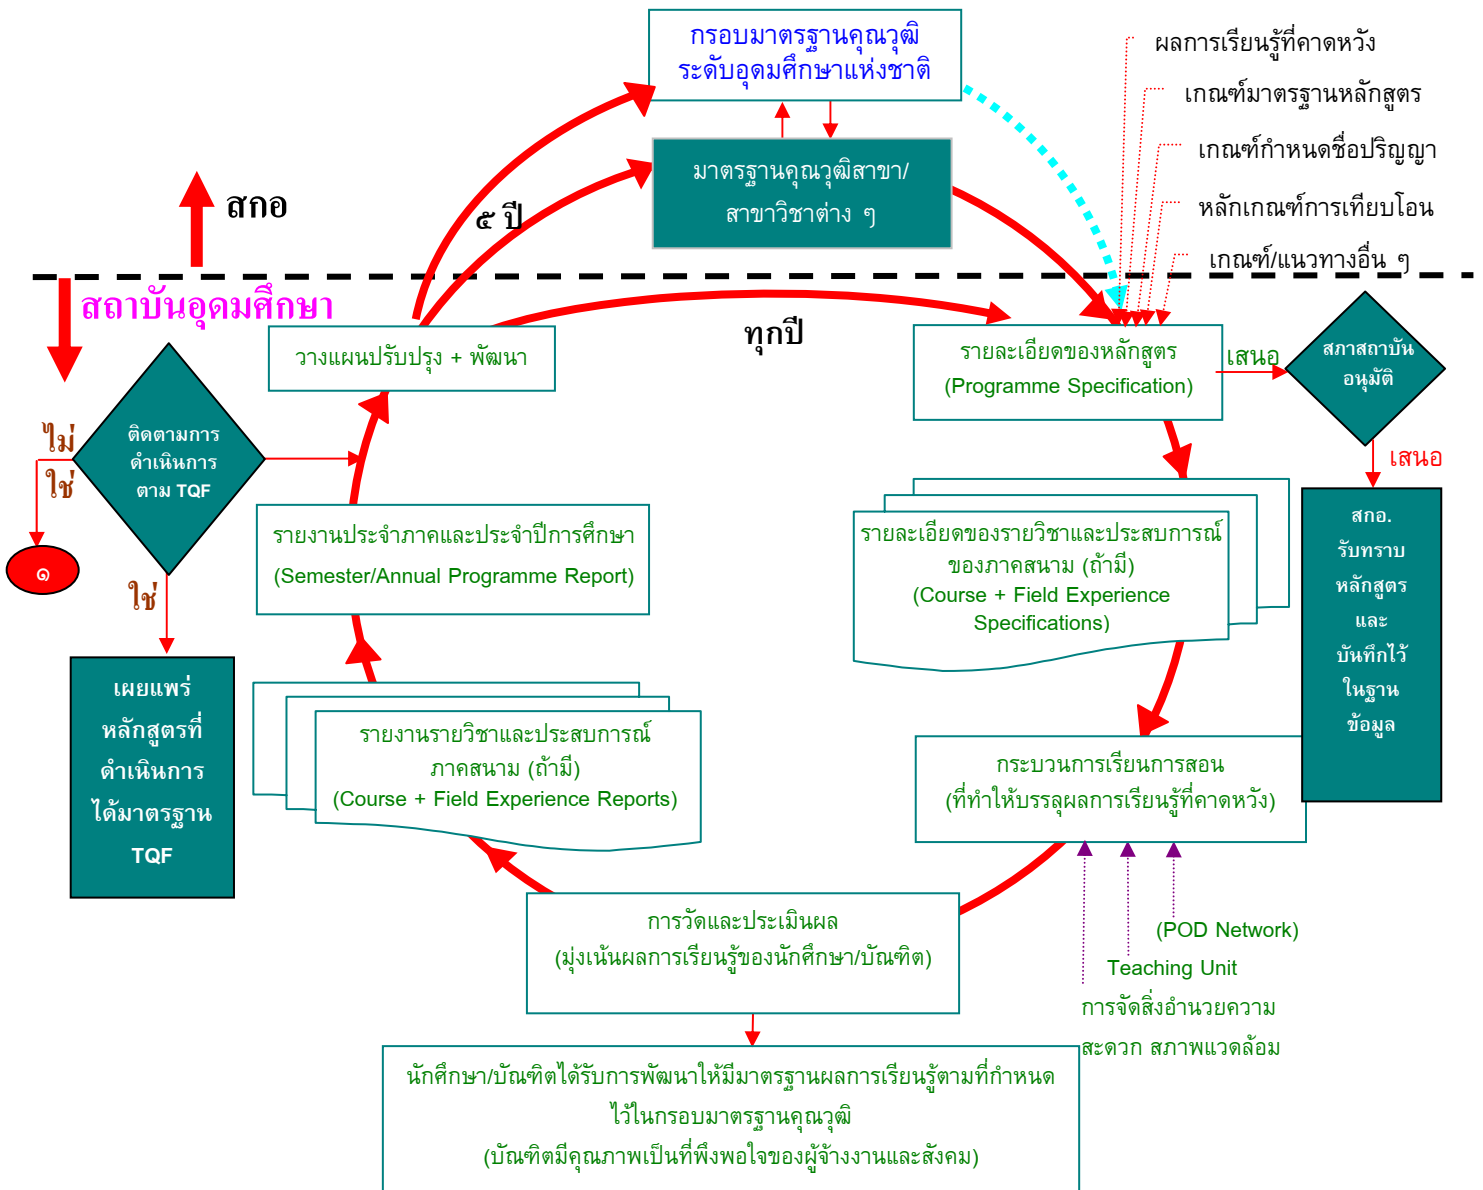 กรอบมาตรฐานคุณวุฒิ
ระดับอุดมศึกษาแห่งชาติ
ผลการเรียนรู้ที่คาดหวัง
เกณฑ์มาตรฐานหลักสูตร
เกณฑ์กำหนดชื่อปริญญา
หลักเกณฑ์การเทียบโอน
เกณฑ์/แนวทางอื่น ๆ
มาตรฐานคุณวุฒิสาขา/
สาขาวิชาต่าง ๆ
สกอ
๕ ปี
สถาบันอุดมศึกษา
ทุกปี
วางแผนปรับปรุง + พัฒนา
รายละเอียดของหลักสูตร
(Programme Specification)
เสนอ
สภาสถาบัน
อนุมัติ
เสนอ
ไม่
ใช่
ติดตามการ
ดำเนินการ
ตาม TQF
๑
ใช่
รายงานประจำภาคและประจำปีการศึกษา
(Semester/Annual Programme Report)
รายละเอียดของรายวิชาและประสบการณ์
ของภาคสนาม (ถ้ามี)
(Course + Field Experience
Specifications)
สกอ.
รับทราบ
หลักสูตร
และ
บันทึกไว้
ในฐาน
ข้อมูล
เผยแพร่
หลักสูตรที่
ดำเนินการ
ได้มาตรฐาน
TQF
รายงานรายวิชาและประสบการณ์
ภาคสนาม (ถ้ามี)
(Course + Field Experience Reports)
กระบวนการเรียนการสอน
(ที่ทำให้บรรลุผลการเรียนรู้ที่คาดหวัง)
การวัดและประเมินผล
(มุ่งเน้นผลการเรียนรู้ของนักศึกษา/บัณฑิต)
(POD Network)
Teaching Unit
การจัดสิ่งอำนวยความ
สะดวก สภาพแวดล้อม
นักศึกษา/บัณฑิตได้รับการพัฒนาให้มีมาตรฐานผลการเรียนรู้ตามที่กำหนด
ไว้ในกรอบมาตรฐานคุณวุฒิ
(บัณฑิตมีคุณภาพเป็นที่พึงพอใจของผู้จ้างงานและสังคม)